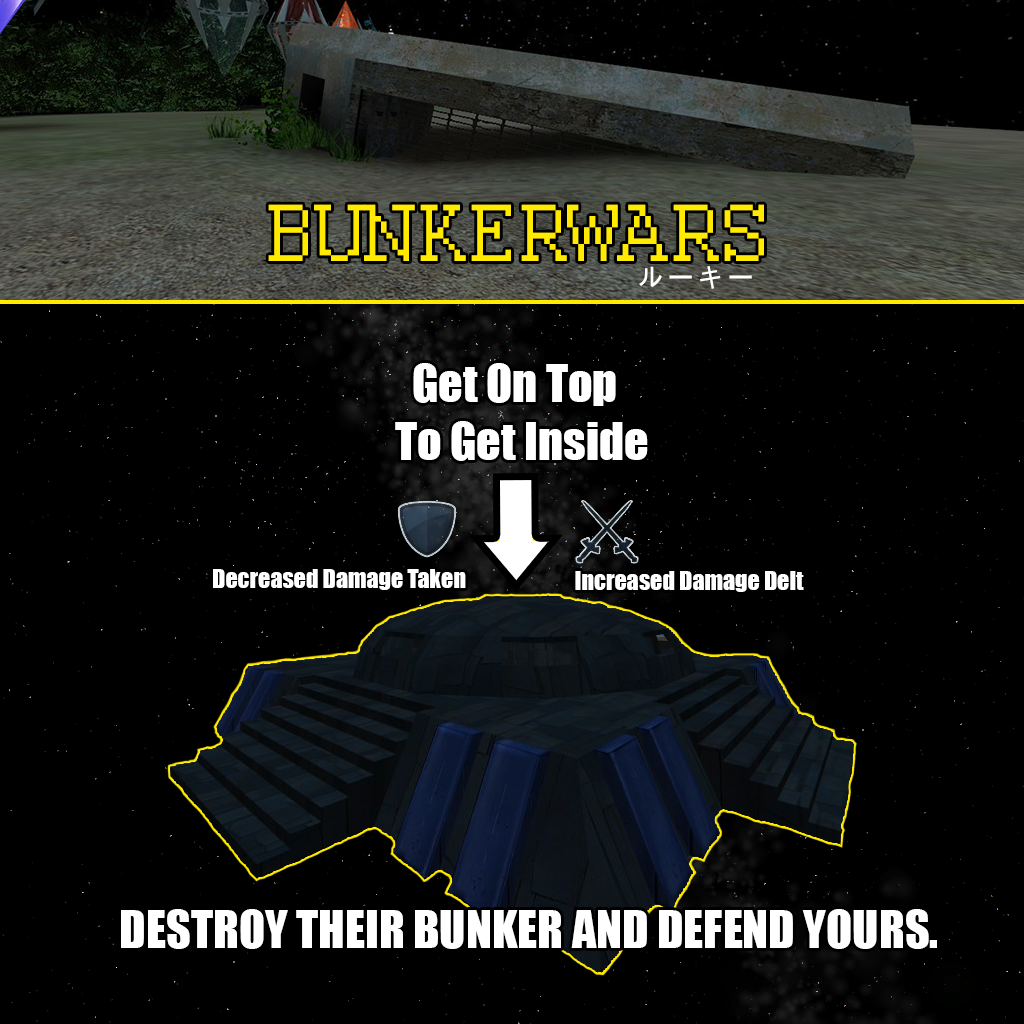 BUNKERWARS
ルーキー
Get On Top
To Get Inside
Decreased Damage Taken
Increased Damage Delt
DESTROY THEIR BUNKER AND DEFEND YOURS.